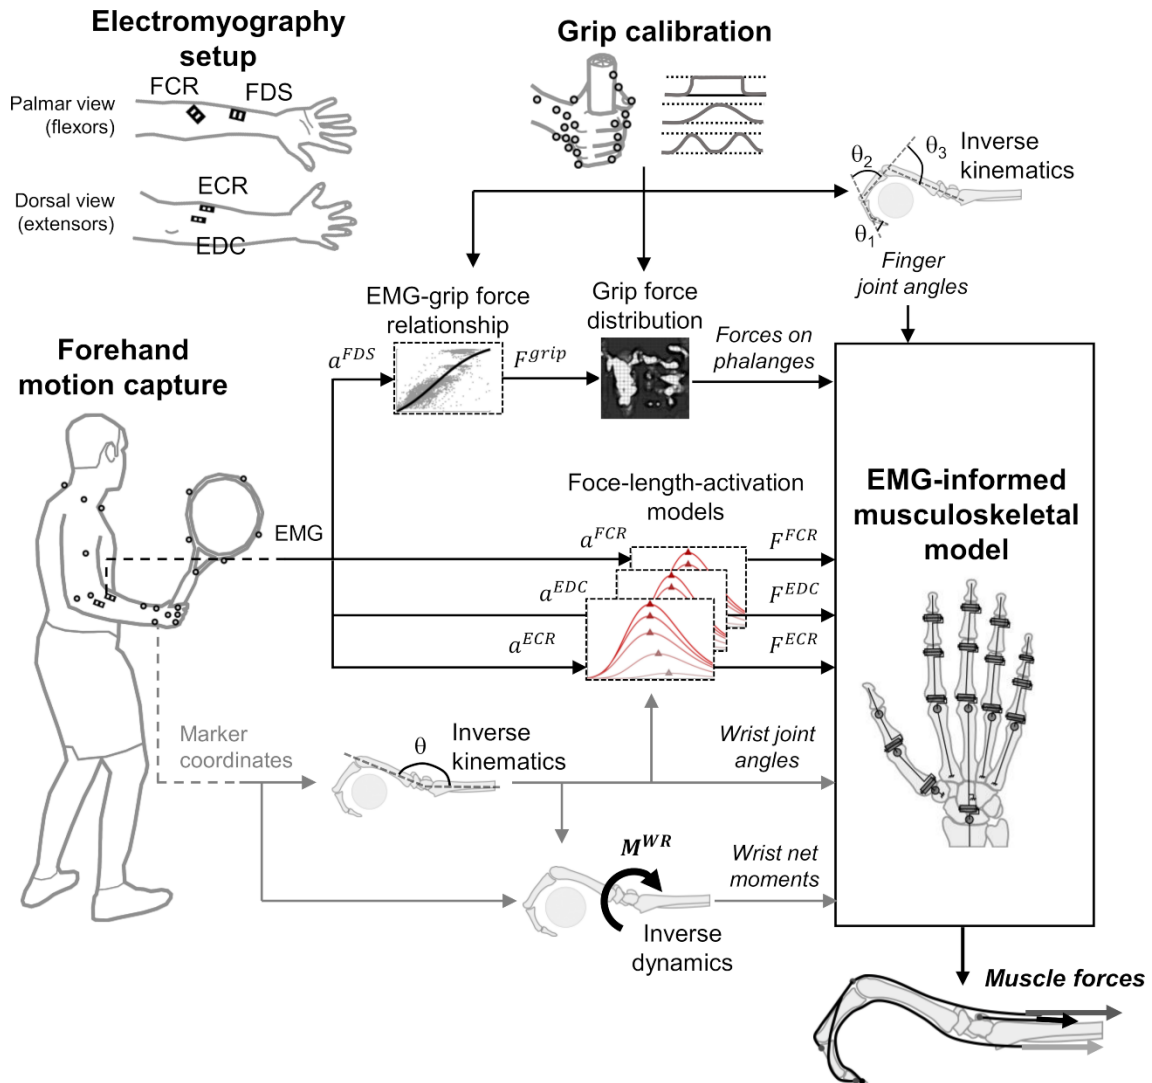 Electromyography
setup
FCR
FDS
Palmar view
(flexors)
ECR
Dorsal view
(extensors)
EDC
Grip calibration
θ2
θ3
θ1
Inverse
kinematics
Finger
joint angles
EMG-grip force
relationship
Grip force
distribution
Forces on
phalanges
a^FDS
F^grip
Forehand
motion capture
EMG
Foce-length-activation
models
a^FCR
F^FCR
a^EDC
F^EDC
a^ECR
F^ECR
EMG-informed
musculoskeletal
model
Marker
coordinates
θ
Inverse
kinematics
Wrist joint
angles
M^WR
Wrist net
moments
Inverse
dynamics
Muscle forces